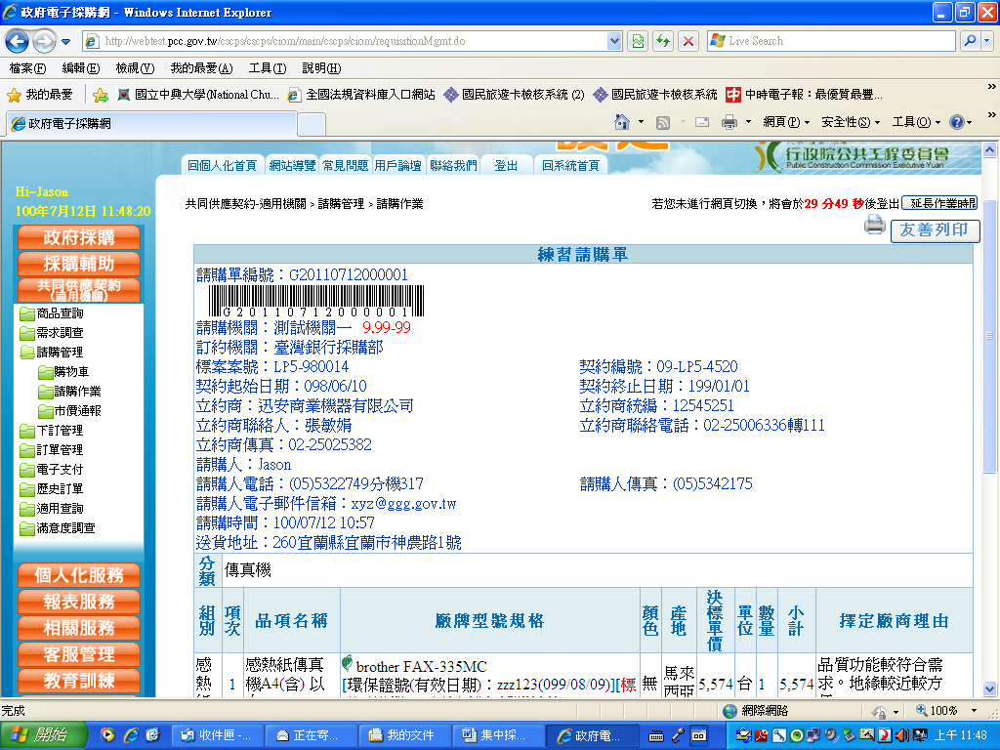 政府電子採購網 - Windows Internet Explorer
http://webtest.pcc.gov.tw/cscps/cscps/ciom/main/cscps/ciom/requisitionMgmt.do
Live Search
檔案(F) 編輯(E) 檢視(V) 我的最愛(A) 工具(T) 說明(H)
我的最愛 國立中興大學(National Chu... 全國法規資料庫入口網站 國民旅遊卡檢核系統 (2) 國民旅遊卡檢核系統 中時電子報：最優質最豐...
政府電子採購網 網頁(P) 安全性(S) 工具(O)
行政院公共工程委員會
Public Construction Commission Executive Yuan
回個人化首頁 網站導覽 常見問題 用戶論壇 聯絡我們 登出 回系統首頁
Hi~Jason
100年7月12日 11:48:20
共同供應契約-適用機關 > 請購管理 > 請購作業
若您未進行網頁切換，將會於29 分49 秒後登出 延長作業時間
友善列印
政府採購
採購輔助
共同供應契約
(適用機關)
商品查詢
需求調查
請購管理
購物車
請購作業
市價通報
下訂管理
訂單管理
電子支付
歷史訂單
適用查詢
滿意度調查
個人化服務
報表服務
相關服務
客服管理
教育訓練
練習請購單
請購單編號：G20110712000001
G20110712000001
請購機關：測試機關一 9.99-99
訂約機關：臺灣銀行採購部
標案案號：LP5-980014 契約編號：09-LP5-4520
契約起始日期：098/06/10 契約終止日期：199/01/01
立約商：迅安商業機器有限公司 立約商統編：12545251
立約商聯絡人：張敏娟 立約商聯絡電話：02-25006336轉111
立約商傳真：02-25025382
請購人：Jason
請購人電話：(05)5322749分機317 請購人傳真：(05)5342175
請購人電子郵件信箱：xyz@ggg.gov.tw
請購時間：100/07/12 10:57
送貨地址：260宜蘭縣宜蘭市神農路1號
分類 傳真機
組別 項次 品項名稱 廠牌型號規格 顏色 產地 決標單價 單位 數量 小計 擇定廠商理由
感熱 1 感熱紙傳真機A4(含) 以 brother FAX-335MC [環保證號(有效日期)：zzz123(099/08/09)][標 無 馬來西亞 5,574 台 1 5,574 品質功能較符合需求。地緣較近較方
完成 網際網路 100%
開始 收件匣 -... 正在寄... 我的文件 集中採... 政府電... 上午 11:48